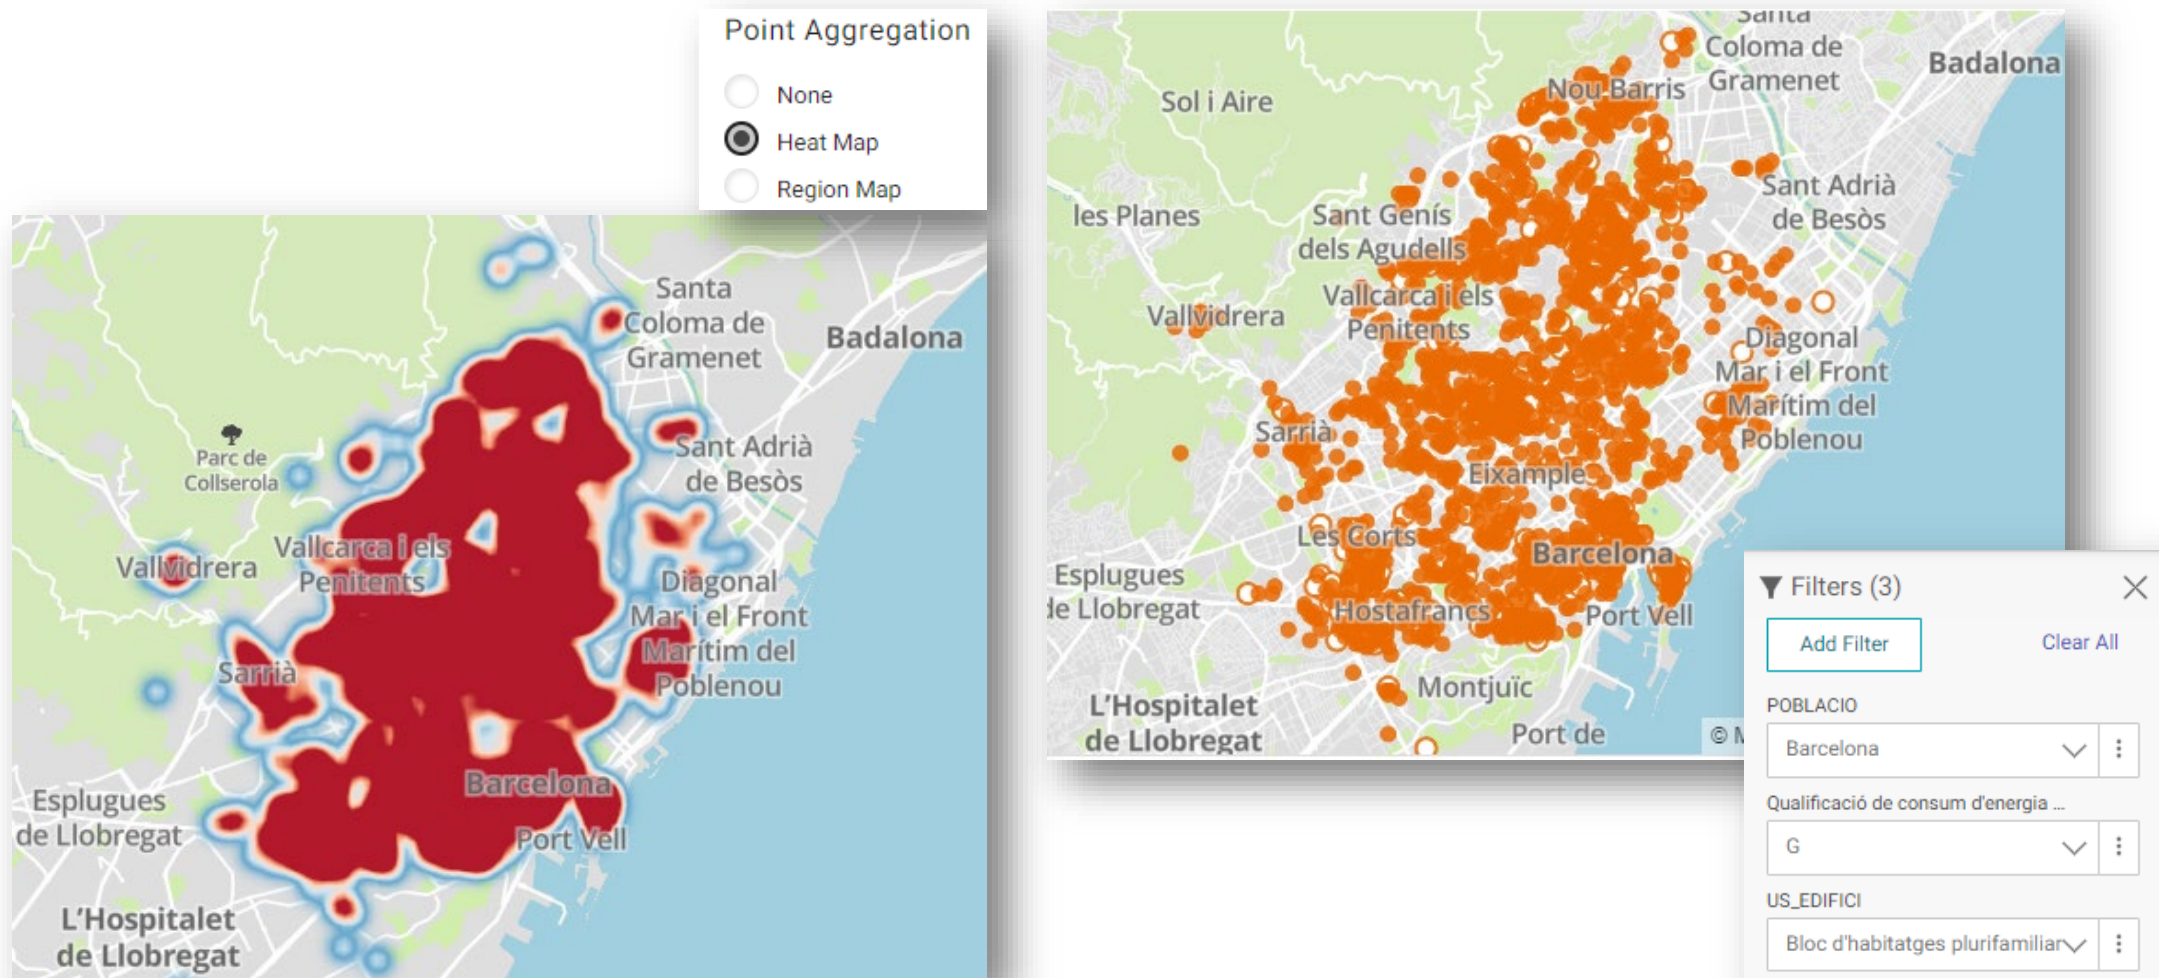 Point Aggregation
None
Heat Map
Region Map
Santa
Coloma de
Gramenet
Badalona
Parc de
Collserola
Sant Adrià
de Besòs
Vallvidrera
Vallcarca i els
Penitents
Diagonal
Mar i el Front
Marítim del
Poblenou
Sarrià
Barcelona
Esplugues
de Llobregat
Port Vell
L'Hospitalet
de Llobregat
Santa
Coloma de
Gramenet
Badalona
Nou Barris
Sol i Aire
Sant Adrià
de Besòs
les Planes
Sant Genís
dels Agudells
Vallvidrera
Vallcarca i els
Penitents
Diagonal
Mar i el Front
Marítim del
Poblenou
Sarrià
Eixample
Les Corts
Barcelona
Esplugues
de Llobregat
Hostafrancs
Port Vell
Montjuïc
L'Hospitalet
de Llobregat
Port de
©
Filters (3)
Add Filter
Clear All
POBLACIO
Barcelona
Qualificació de consum d'energia ...
G
US_EDIFICI
Bloc d'habitatges plurifamiliar